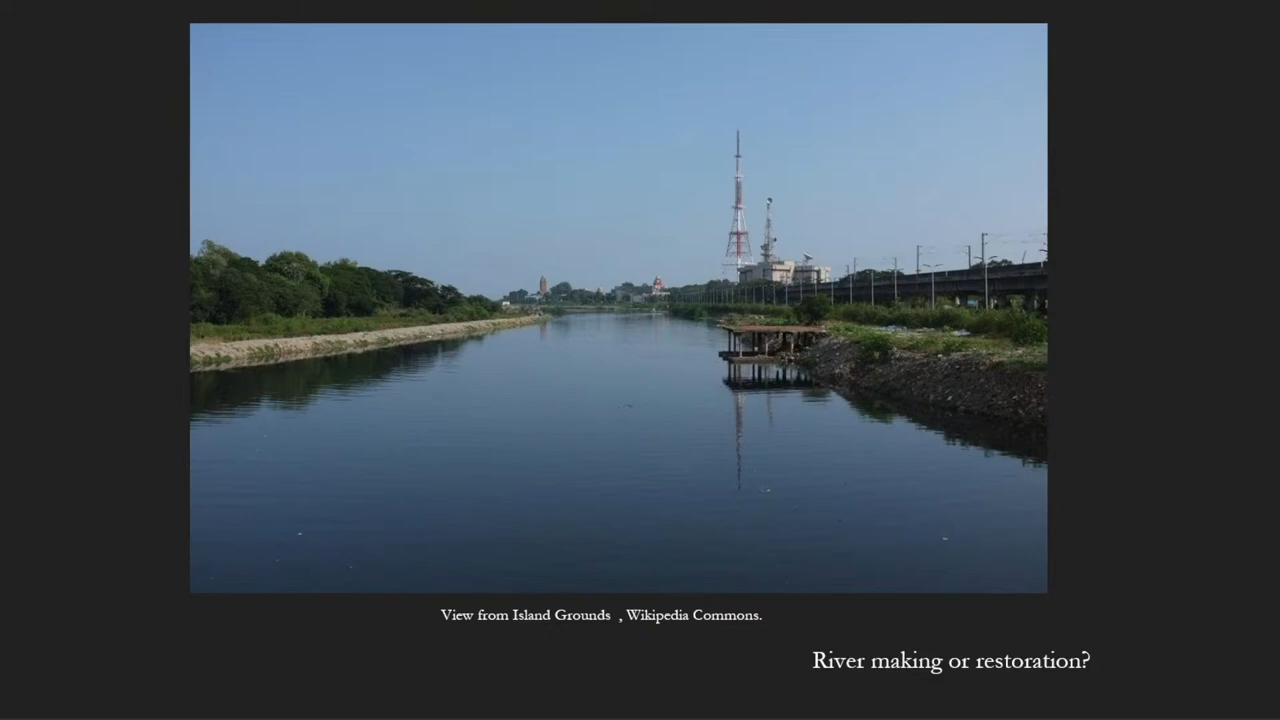 View from Island Grounds , Wikipedia Commons.
River making or restoration?